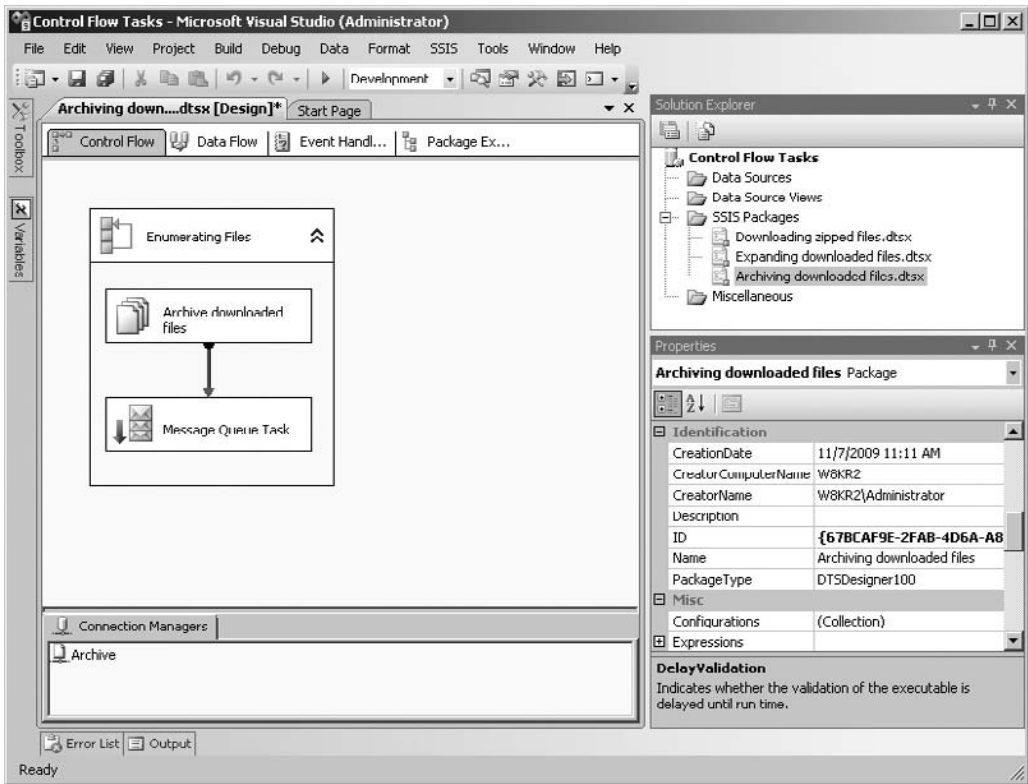 Control Flow Tasks - Microsoft Visual Studio (Administrator)
File Edit View Project Build Debug Data Format SSIS Tools Window Help
Development
Toolbox
Variables
Archiving down....dtsx [Design]* Start Page
Control Flow Data Flow Event Handl... Package Ex...
Enumerating Files
Archive downloaded
files
Message Queue Task
Connection Managers
Archive
Solution Explorer
Control Flow Tasks
Data Sources
Data Source Views
SSIS Packages
Downloading zipped files.dtsx
Expanding downloaded files.dtsx
Archiving downloaded files.dtsx
Miscellaneous
Properties
Archiving downloaded files Package
Identification
CreationDate 11/7/2009 11:11 AM
CreatorComputerName W8KR2
CreatorName W8KR2\Administrator
Description
ID {67BCAF9E-2FAB-4D6A-A8
Name Archiving downloaded files
PackageType DTSDesigner100
Misc
Configurations (Collection)
Expressions
DelayValidation
Indicates whether the validation of the executable is
delayed until run time.
Error List Output
Ready